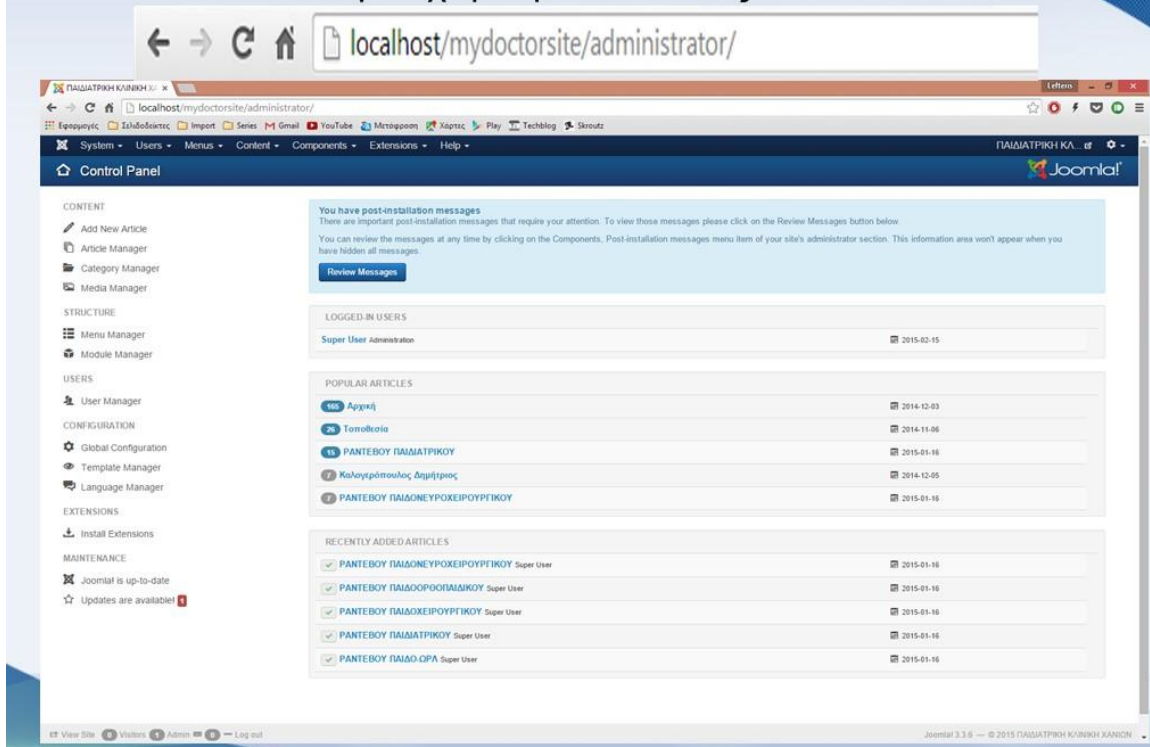 localhost/mydoctorsite/administrator/
ΠΑΙΔΙΑΤΡΙΚΗ ΚΛΙΝΙΚΗ ΧΑ
Lefteris
localhost/mydoctorsite/administrator/
Εφαρμογές Σελιδοδείκτες Import Series Gmail YouTube Μετάφραση Χάρτες Play Techblog Skroutz
System Users Menus Content Components Extensions Help ΠΑΙΔΙΑΤΡΙΚΗ ΚΛ...
Control Panel Joomla!
CONTENT
Add New Article
Article Manager
Category Manager
Media Manager
STRUCTURE
Menu Manager
Module Manager
USERS
User Manager
CONFIGURATION
Global Configuration
Template Manager
Language Manager
EXTENSIONS
Install Extensions
MAINTENANCE
Joomla! is up-to-date
Updates are available! 1
You have post-installation messages
There are important post-installation messages that require your attention. To view those messages please click on the Review Messages button below.
You can review the messages at any time by clicking on the Components, Post-installation messages menu item of your site's administrator section. This information area won't appear when you
have hidden all messages.
Review Messages
LOGGED-IN USERS
Super User Administration 2015-02-15
POPULAR ARTICLES
165 Αρχική 2014-12-03
26 Τοποθεσία 2014-11-06
15 ΡΑΝΤΕΒΟΥ ΠΑΙΔΙΑΤΡΙΚΟΥ 2015-01-16
7 Καλογερόπουλος Δημήτριος 2014-12-05
7 ΡΑΝΤΕΒΟΥ ΠΑΙΔΟΝΕΥΡΟΧΕΙΡΟΥΡΓΙΚΟΥ 2015-01-16
RECENTLY ADDED ARTICLES
ΡΑΝΤΕΒΟΥ ΠΑΙΔΟΝΕΥΡΟΧΕΙΡΟΥΡΓΙΚΟΥ Super User 2015-01-16
ΡΑΝΤΕΒΟΥ ΠΑΙΔΟΟΡΘΟΠΑΙΔΙΚΟΥ Super User 2015-01-16
ΡΑΝΤΕΒΟΥ ΠΑΙΔΟΧΕΙΡΟΥΡΓΙΚΟΥ Super User 2015-01-16
ΡΑΝΤΕΒΟΥ ΠΑΙΔΙΑΤΡΙΚΟΥ Super User 2015-01-16
ΡΑΝΤΕΒΟΥ ΠΑΙΔΟ-ΩΡΛ Super User 2015-01-16
View Site 0 Visitors 1 Admin 0 Log out Joomla! 3.3.6 — © 2015 ΠΑΙΔΙΑΤΡΙΚΗ ΚΛΙΝΙΚΗ ΧΑΝΙΩΝ